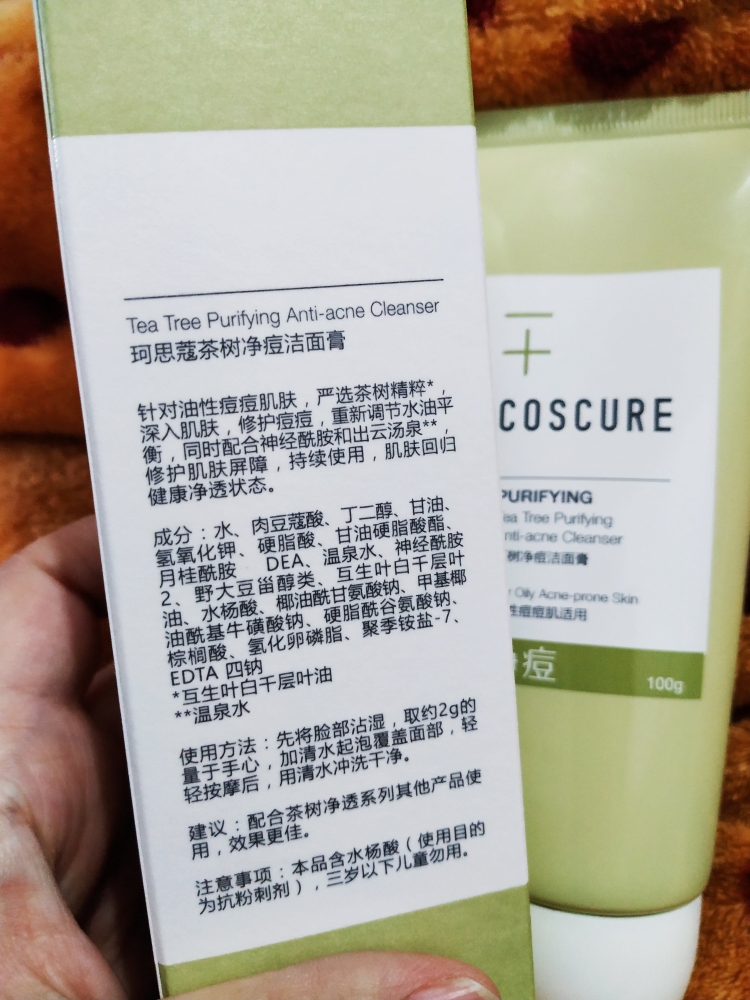 Tea Tree Purifying Anti-acne Cleanser
珂思蔻茶树净痘洁面膏
针对油性痘痘肌肤，严选茶树精粹*，
深入肌肤，修护痘痘，重新调节水油平
衡，同时配合神经酰胺和出云汤泉**，
修护肌肤屏障，持续使用，肌肤回归
健康净透状态。
成分：水、肉豆蔻酸、丁二醇、甘油、
氢氧化钾、硬脂酸、甘油硬脂酸酯、
月桂酰胺 DEA、温泉水、神经酰胺
2、野大豆甾醇类、互生叶白千层叶
油、水杨酸、椰油酰甘氨酸钠、甲基椰
油酰基牛磺酸钠、硬脂酰谷氨酸钠、
棕榈酸、氢化卵磷脂、聚季铵盐-7、
EDTA 四钠
*互生叶白千层叶油
**温泉水
使用方法：先将脸部沾湿，取约2g的
量于手心，加清水起泡覆盖面部，轻
轻按摩后，用清水冲洗干净。
建议：配合茶树净透系列其他产品使
用，效果更佳。
注意事项：本品含水杨酸（使用目的
为抗粉刺剂），三岁以下儿童勿用。
COSCURE
PURIFYING
ea Tree Purifying
nti-acne Cleanser
树净痘洁面膏
r Oily Acne-prone Skin
性痘痘肌适用
痘
100g